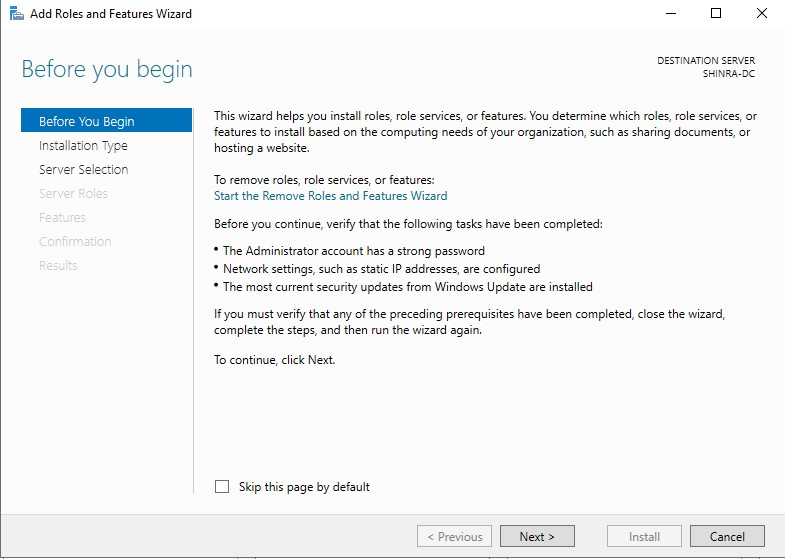 Add Roles and Features Wizard
Before you begin
DESTINATION SERVER
SHINRA-DC
Before You Begin
Installation Type
Server Selection
Server Roles
Features
Confirmation
Results
This wizard helps you install roles, role services, or features. You determine which roles, role services, or
features to install based on the computing needs of your organization, such as sharing documents, or
hosting a website.
To remove roles, role services, or features:
Start the Remove Roles and Features Wizard
Before you continue, verify that the following tasks have been completed:
• The Administrator account has a strong password
• Network settings, such as static IP addresses, are configured
• The most current security updates from Windows Update are installed
If you must verify that any of the preceding prerequisites have been completed, close the wizard,
complete the steps, and then run the wizard again.
To continue, click Next.
Skip this page by default
< Previous
Next >
Install
Cancel